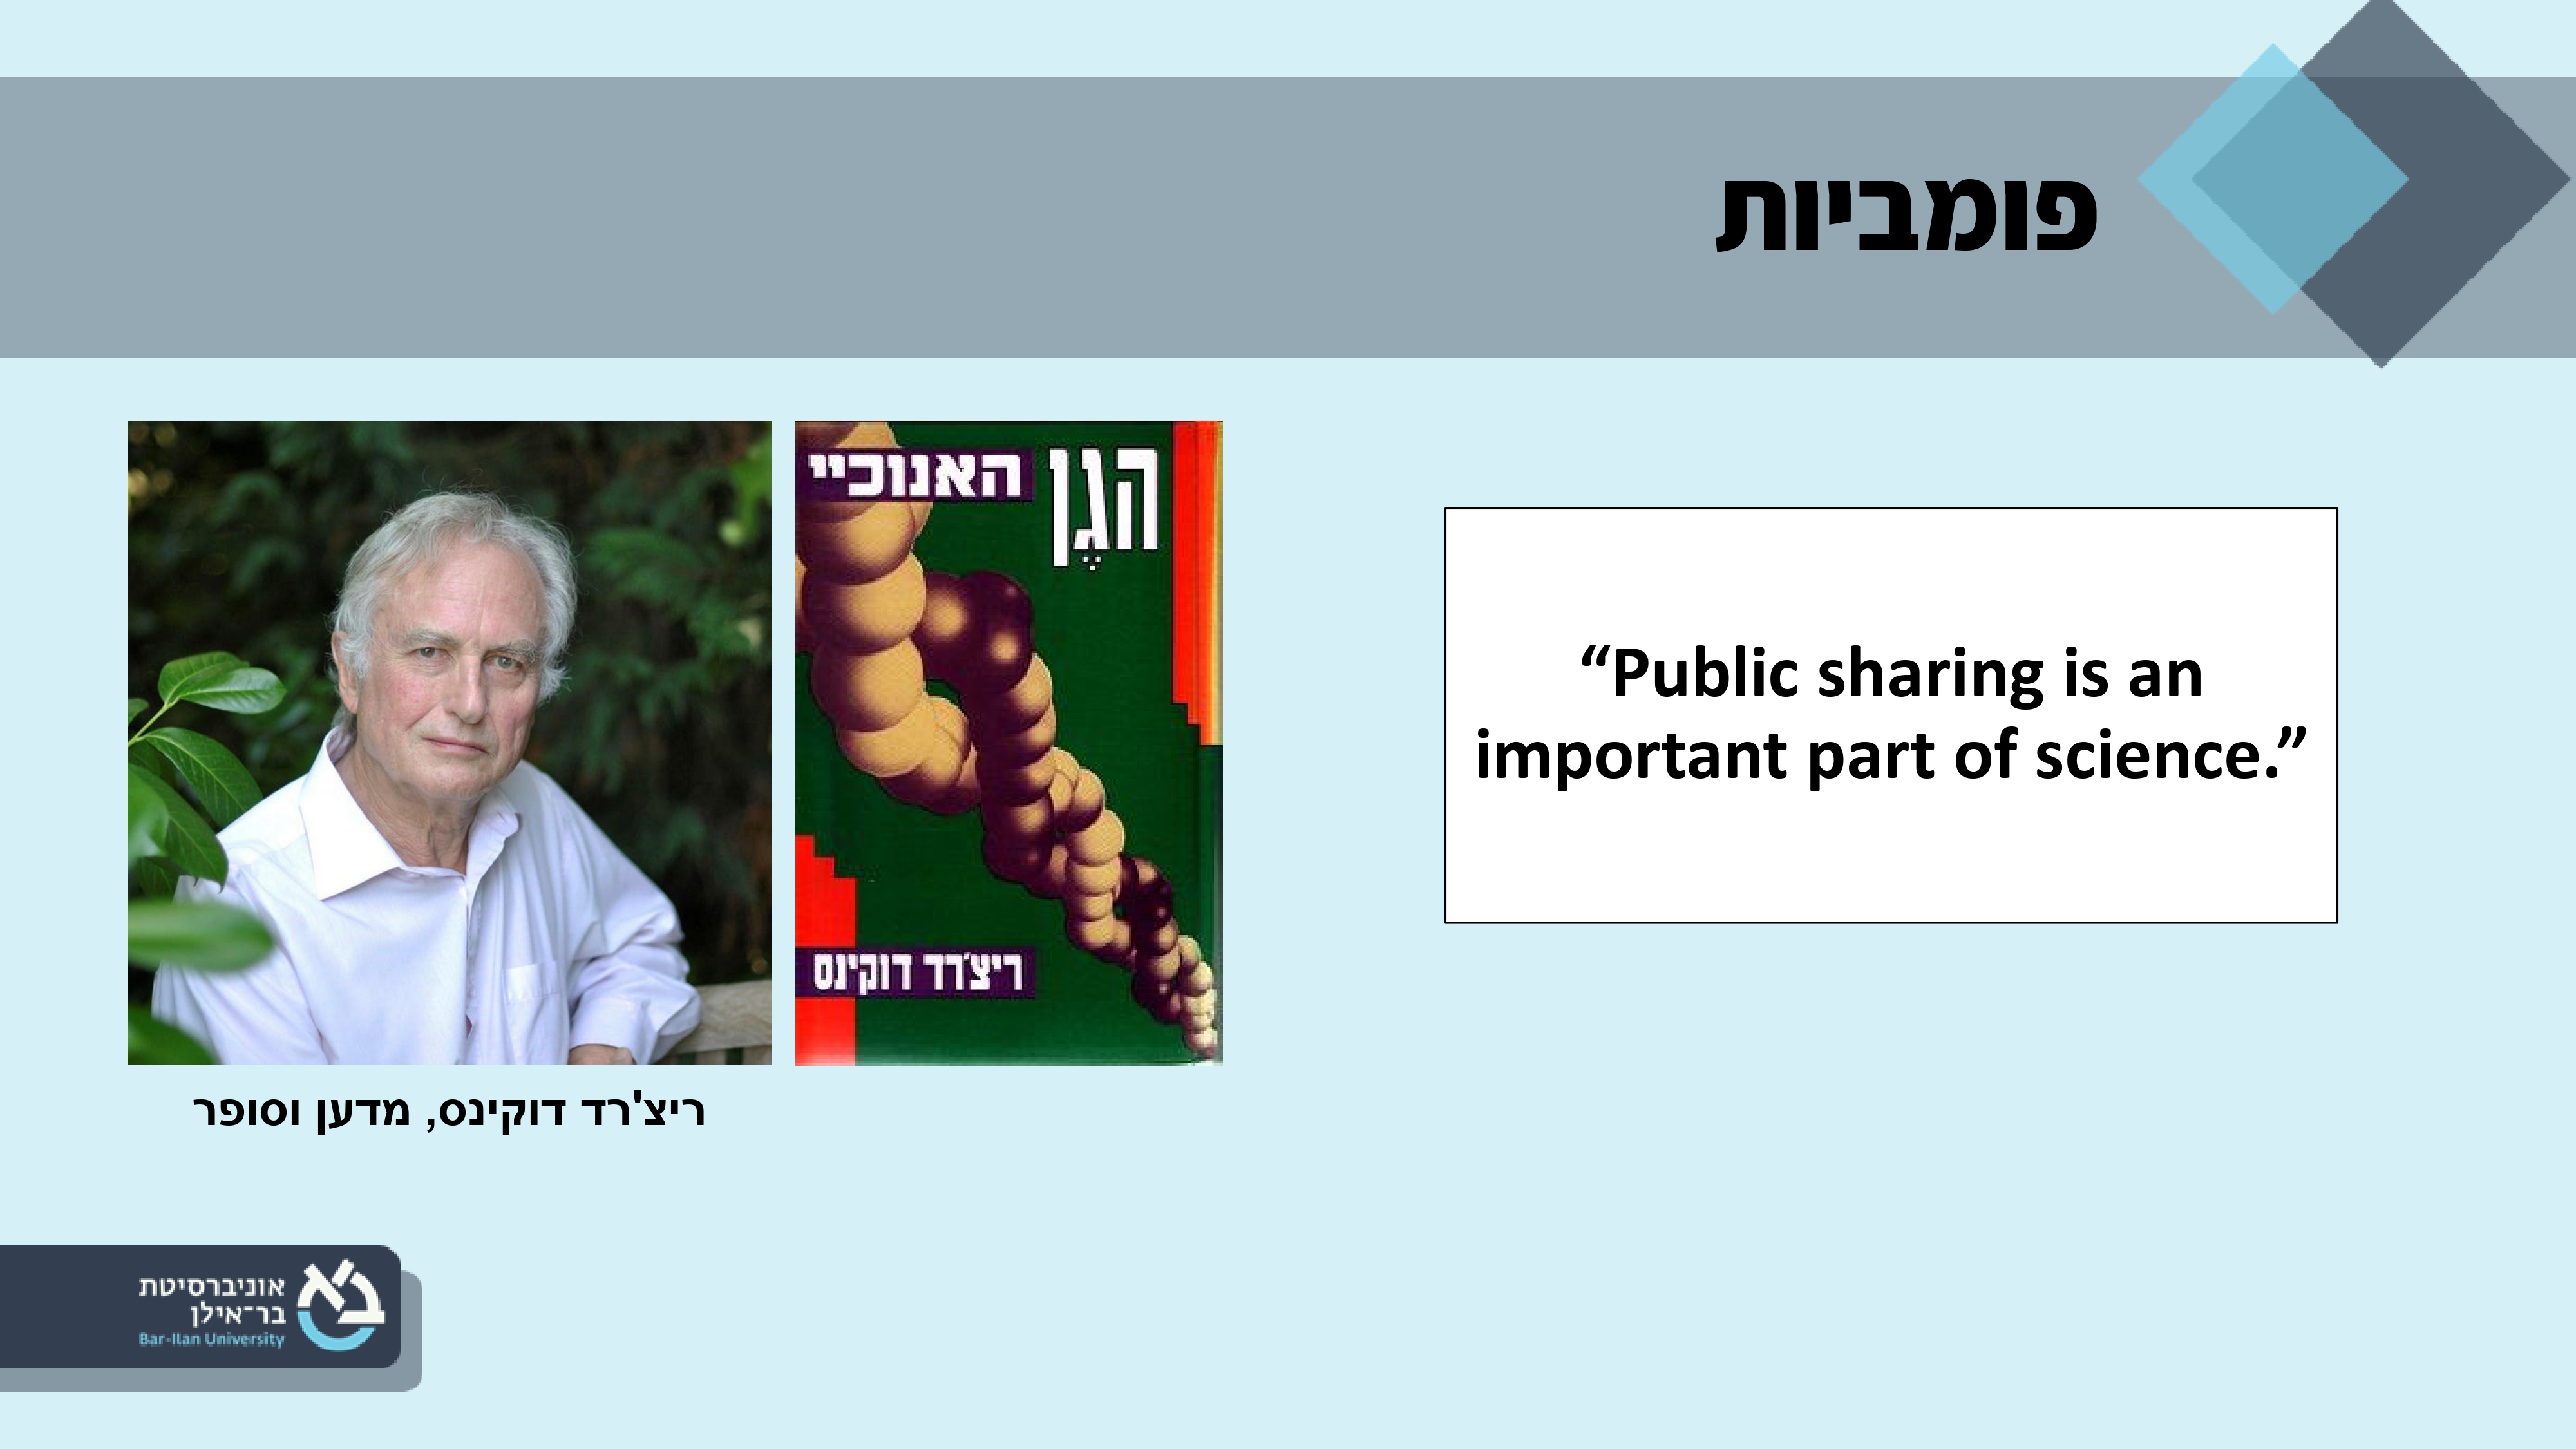 פומביות
הגֶן האנוכיי
ריצ'רד דוקינס
“Public sharing is an
important part of science.”
ריצ'רד דוקינס, מדען וסופר
אוניברסיטת
בר־אילן
Bar-Ilan University